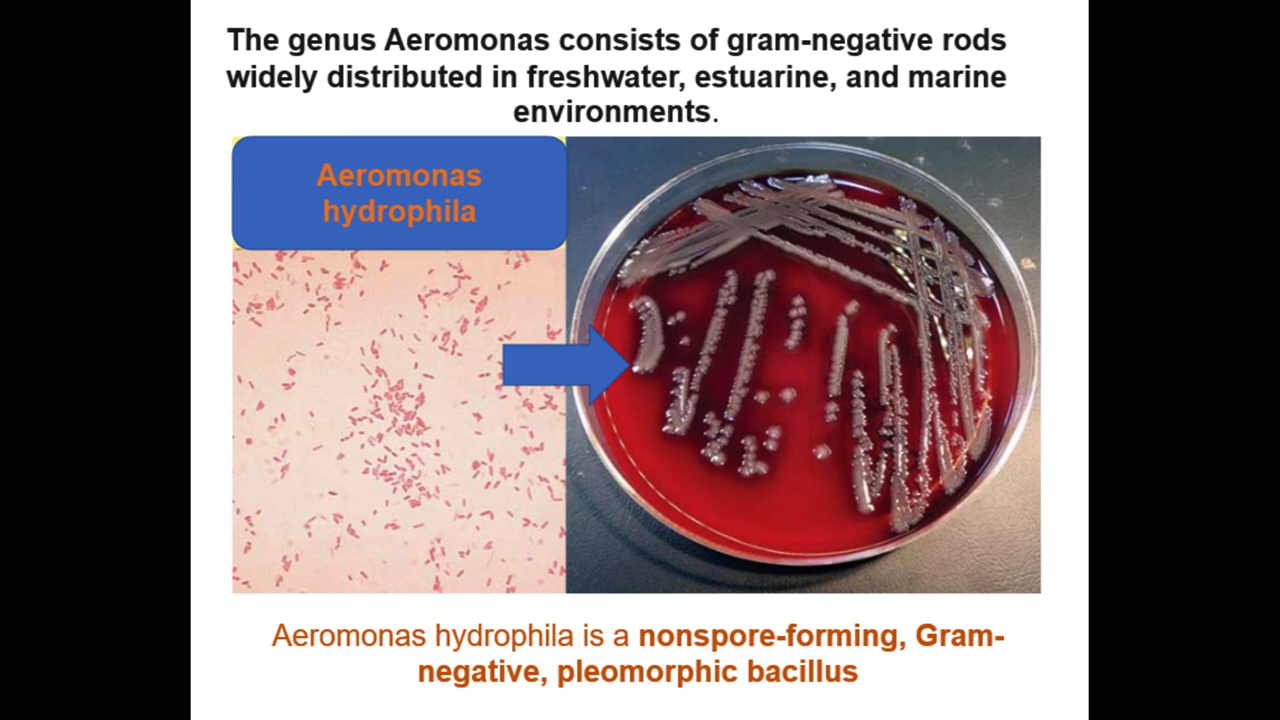 The genus Aeromonas consists of gram-negative rods
widely distributed in freshwater, estuarine, and marine
environments.
Aeromonas
hydrophila
Aeromonas hydrophila is a nonspore-forming, Gram-
negative, pleomorphic bacillus